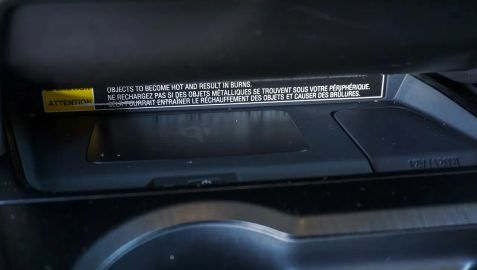 OBJECTS TO BECOME HOT AND RESULT IN BURNS.
ATTENTION
NE RECHARGEZ PAS SI DES OBJETS MÉTALLIQUES SE TROUVENT SOUS VOTRE PÉRIPHÉRIQUE.
CELA POURRAIT ENTRAÎNER LE RÉCHAUFFEMENT DES OBJETS ET CAUSER DES BRÛLURES.